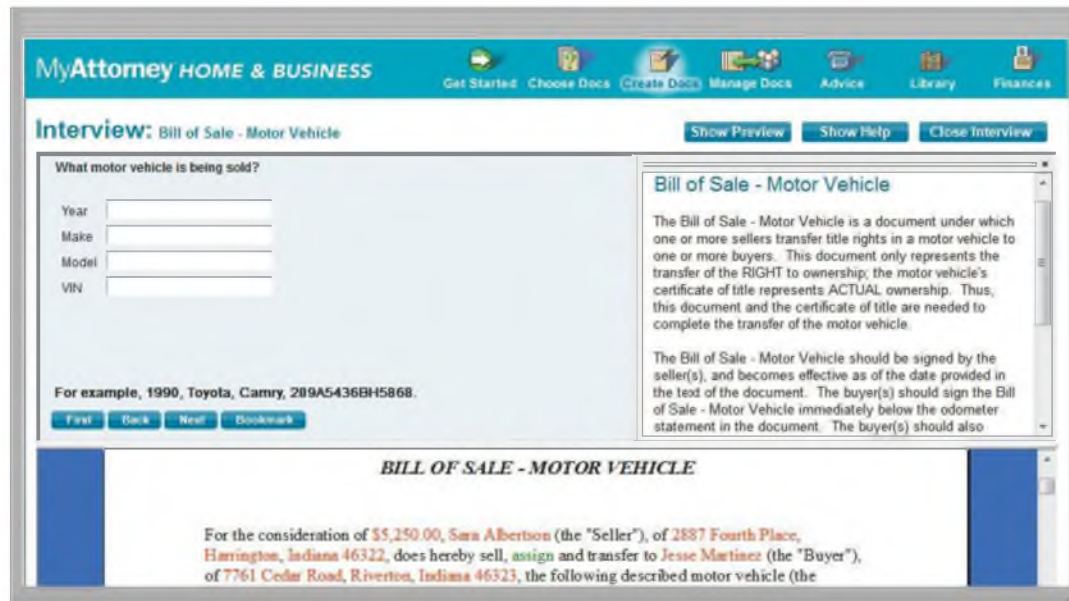 MyAttorney HOME & BUSINESS
Get Started Choose Docs Create Docs Manage Docs Advice Library Finances
Interview: Bill of Sale - Motor Vehicle
Show Preview Show Help Close Interview
What motor vehicle is being sold?
Year
Make
Model
VIN
For example, 1990, Toyota, Camry, 289A5436BH5868.
First Back Next Bookmark
Bill of Sale - Motor Vehicle
The Bill of Sale - Motor Vehicle is a document under which
one or more sellers transfer title rights in a motor vehicle to
one or more buyers. This document only represents the
transfer of the RIGHT to ownership; the motor vehicle's
certificate of title represents ACTUAL ownership. Thus,
this document and the certificate of title are needed to
complete the transfer of the motor vehicle.
The Bill of Sale - Motor Vehicle should be signed by the
seller(s), and becomes effective as of the date provided in
the text of the document. The buyer(s) should sign the Bill
of Sale - Motor Vehicle immediately below the odometer
statement in the document. The buyer(s) should also
BILL OF SALE - MOTOR VEHICLE
For the consideration of $5,250.00, Sara Albertson (the "Seller"), of 2887 Fourth Place,
Harrington, Indiana 46322, does hereby sell, assign and transfer to Jesse Martinez (the "Buyer"),
of 7761 Cedar Road, Riverton, Indiana 46323, the following described motor vehicle (the